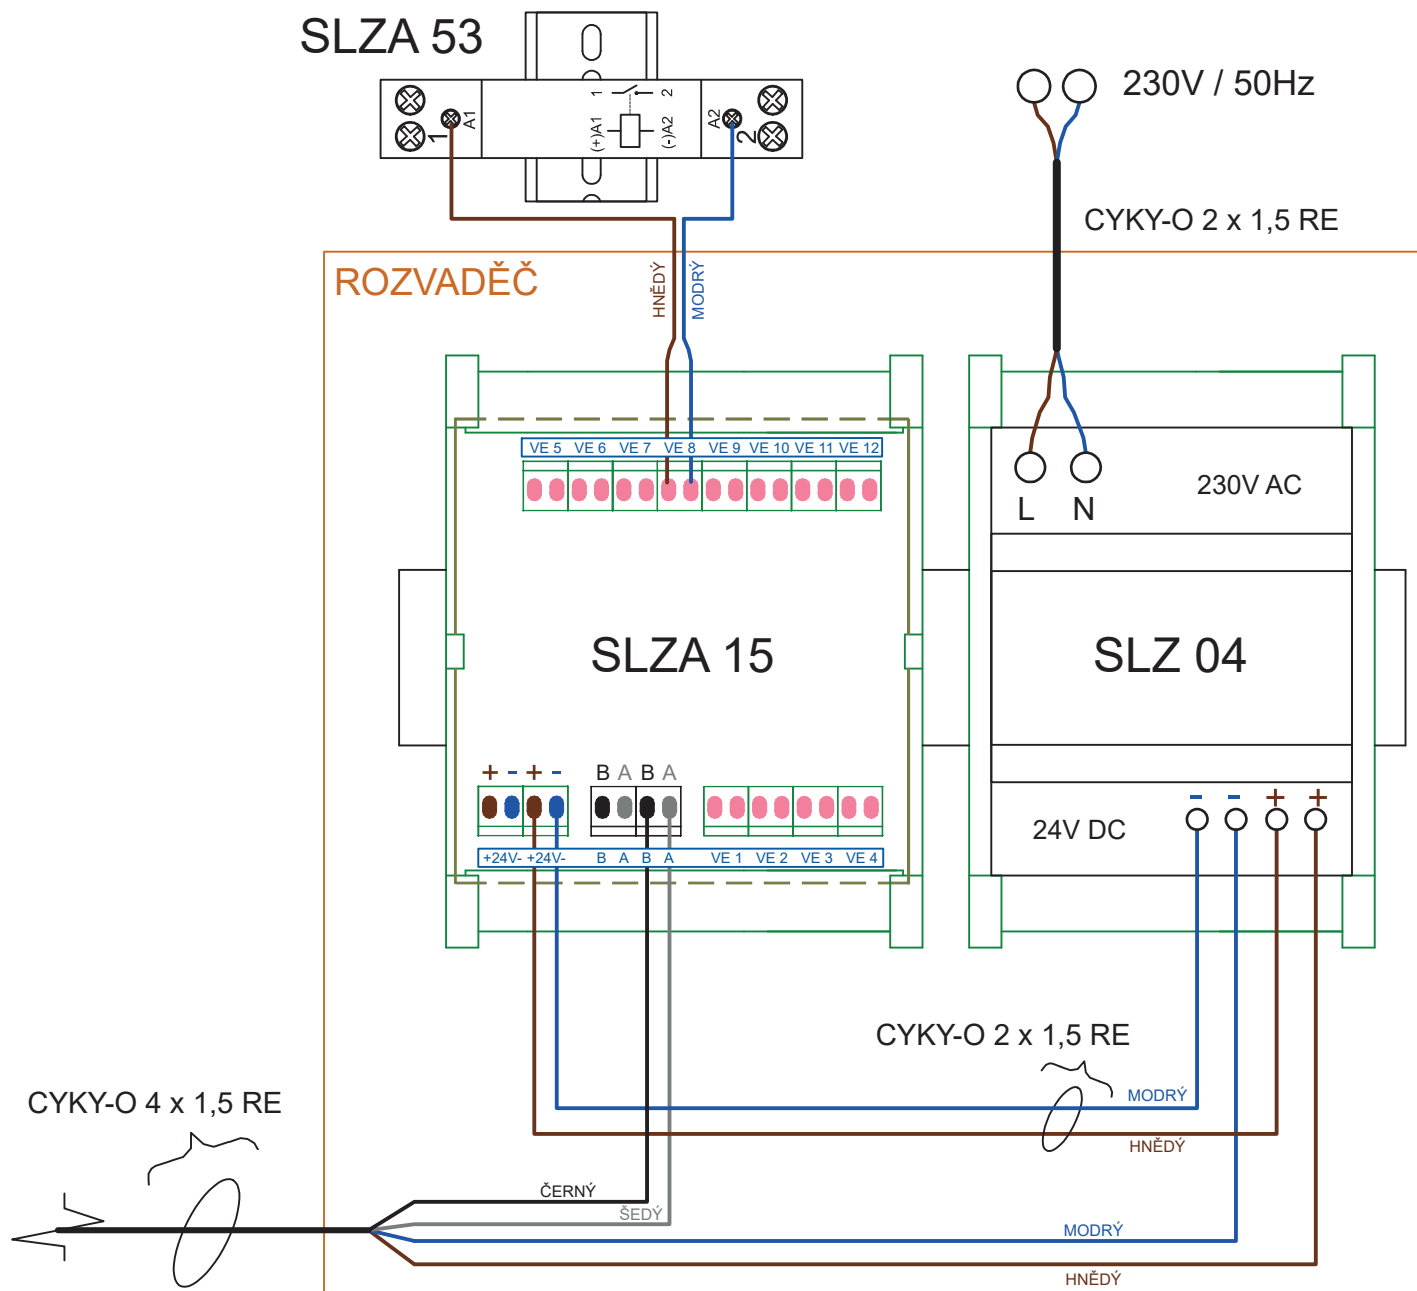 SLZA 53
230V / 50Hz
1 2
(+)A1 (-)A2
1 A1
A2 2
CYKY-O 2 x 1,5 RE
ROZVADĚČ
HNĚDÝ
MODRÝ
VE 5 VE 6 VE 7 VE 8 VE 9 VE 10 VE 11 VE 12
L N
230V AC
SLZA 15
SLZ 04
+ - + -
B A B A
- - + +
24V DC
+24V- +24V- B A B A VE 1 VE 2 VE 3 VE 4
CYKY-O 2 x 1,5 RE
MODRÝ
HNĚDÝ
CYKY-O 4 x 1,5 RE
ČERNÝ
ŠEDÝ
MODRÝ
HNĚDÝ